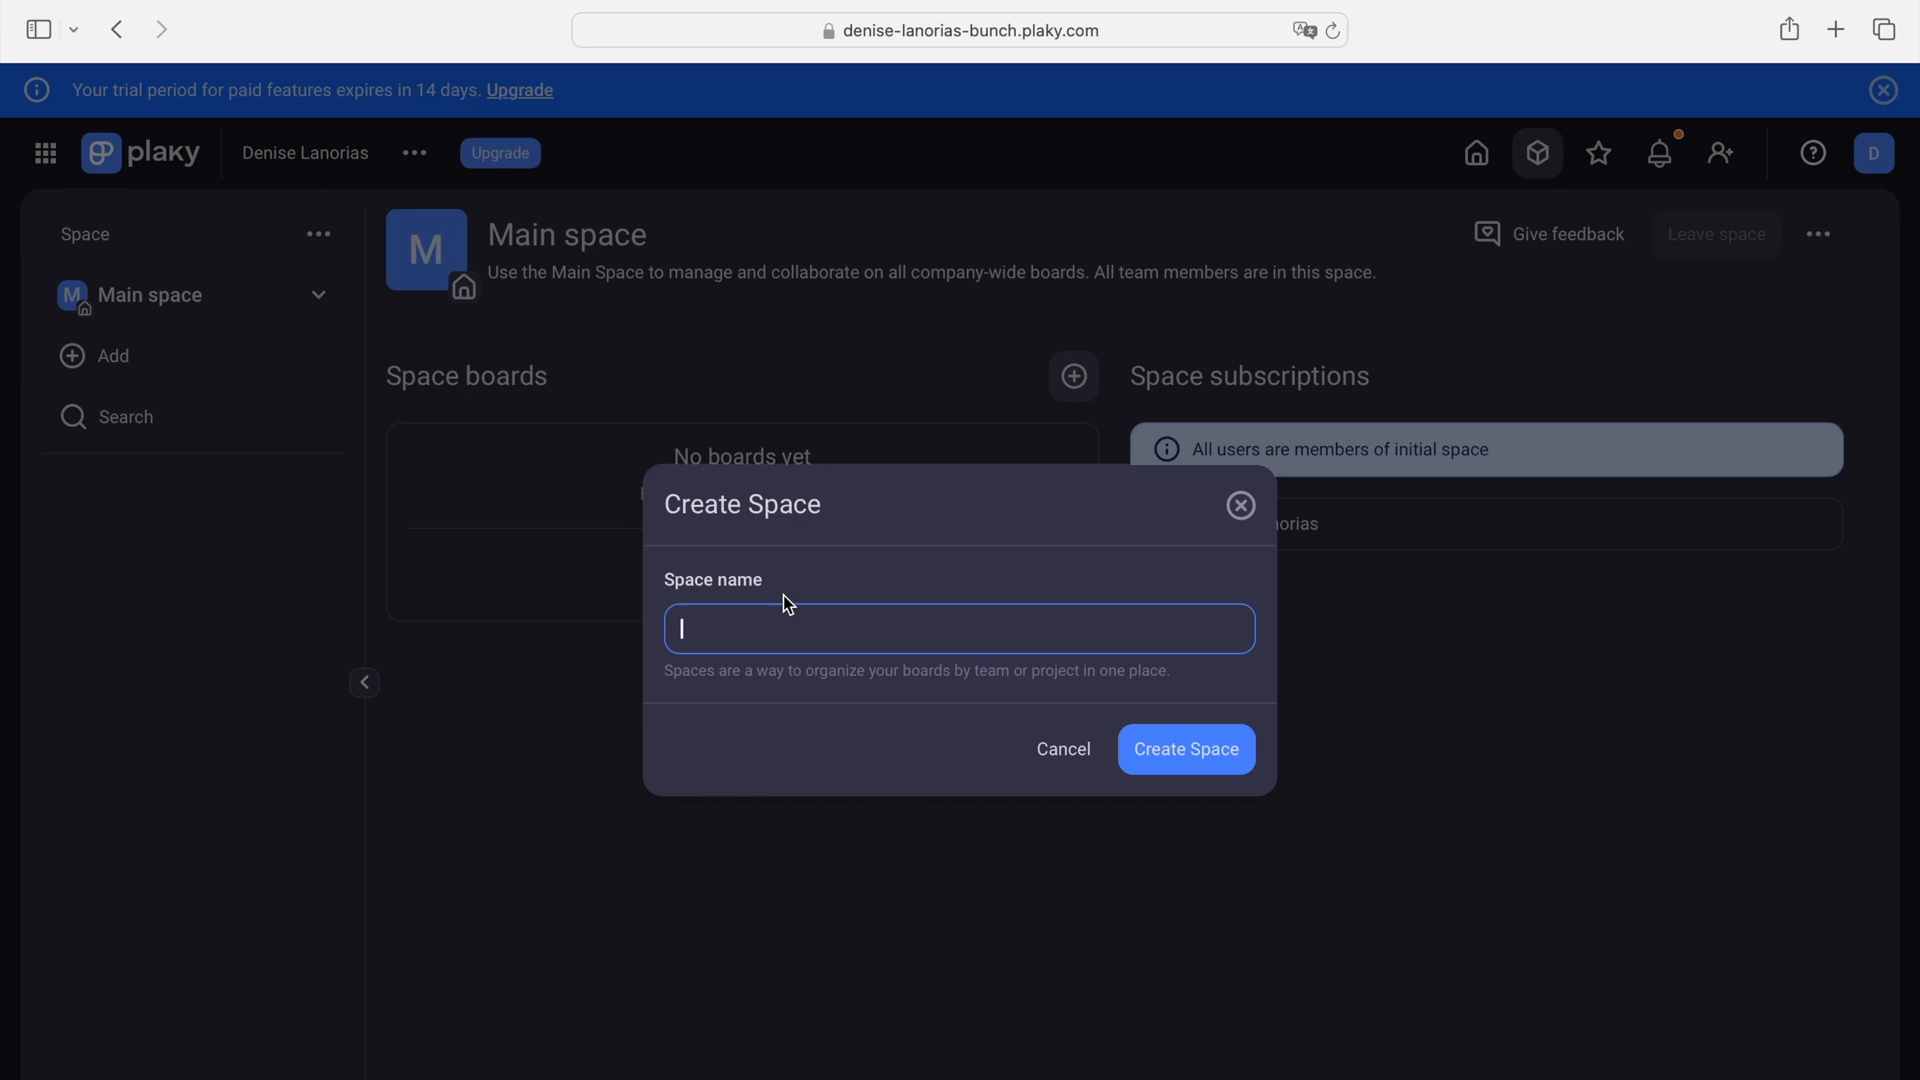 denise-lanorias-bunch.plaky.com
Your trial period for paid features expires in 14 days. Upgrade
plaky
Denise Lanorias
Upgrade
D
Space
M
Main space
Give feedback
Leave space
Use the Main Space to manage and collaborate on all company-wide boards. All team members are in this space.
M
Main space
Add
Search
Space boards
Space subscriptions
No boards yet
All users are members of initial space
Create Space
Space name
Spaces are a way to organize your boards by team or project in one place.
Cancel
Create Space